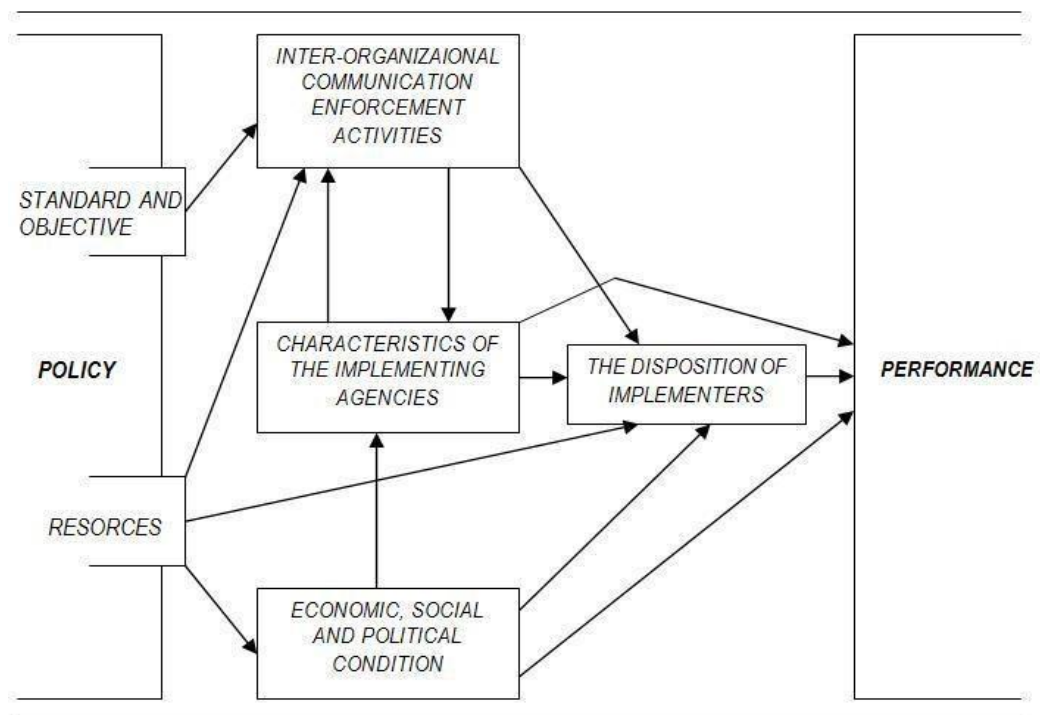 INTER-ORGANIZAIONAL
COMMUNICATION
ENFORCEMENT
ACTIVITIES
STANDARD AND
OBJECTIVE
POLICY
CHARACTERISTICS OF
THE IMPLEMENTING
AGENCIES
THE DISPOSITION OF
IMPLEMENTERS
PERFORMANCE
RESORCES
ECONOMIC, SOCIAL
AND POLITICAL
CONDITION